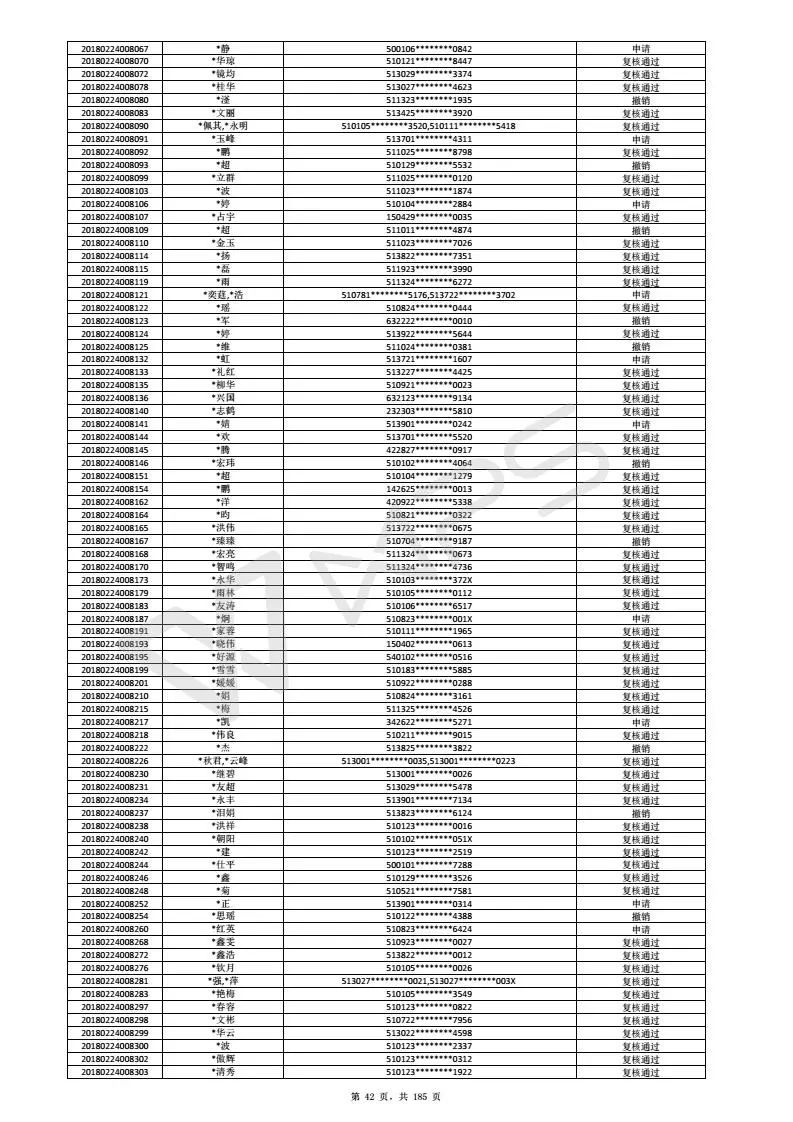 20180224008067 *静 500106********0842 申请
20180224008070 *华琼 510121********8447 复核通过
20180224008072 *镜均 513029********3374 复核通过
20180224008078 *桂华 513027********4623 复核通过
20180224008080 *滏 511323********1935 撤销
20180224008083 *文丽 513425********3920 复核通过
20180224008090 *佩其,*永明 510105********3520,510111********5418 复核通过
20180224008091 *玉峰 513701********4311 申请
20180224008092 *鹏 511025********8798 复核通过
20180224008093 *超 510129********5532 撤销
20180224008099 *立群 511025********0120 复核通过
20180224008103 *波 511023********1874 复核通过
20180224008106 *婷 510104********2884 申请
20180224008107 *占宇 150429********0035 复核通过
20180224008109 *超 511011********4874 撤销
20180224008110 *金玉 511023********7026 复核通过
20180224008114 *扬 513822********7351 复核通过
20180224008115 *磊 511923********3990 复核通过
20180224008119 *雨 511324********6272 复核通过
20180224008121 *奕莛,*浩 510781********5176,513722********3702 申请
20180224008122 *瑶 510824********0444 复核通过
20180224008123 *军 632222********0010 撤销
20180224008124 *婷 513922********5644 复核通过
20180224008125 *维 511024********0381 撤销
20180224008132 *虹 513721********1607 申请
20180224008133 *礼红 513227********4425 复核通过
20180224008135 *柳华 510921********0023 复核通过
20180224008136 *兴国 632123********9134 复核通过
20180224008140 *志鹤 232303********5810 复核通过
20180224008141 *婧 513901********0242 申请
20180224008144 *欢 513701********5520 复核通过
20180224008145 *腾 422827********0917 复核通过
20180224008146 *宏玮 510102********4064 撤销
20180224008151 *超 510104********1279 复核通过
20180224008154 *鹏 142625********0013 复核通过
20180224008162 *洋 420922********5338 复核通过
20180224008164 *昀 510821********0322 复核通过
20180224008165 *洪伟 513722********0675 复核通过
20180224008167 *臻臻 510704********9187 撤销
20180224008168 *宏亮 511324********0673 复核通过
20180224008170 *智鸣 511324********4736 复核通过
20180224008173 *永华 510103********372X 复核通过
20180224008179 *雨林 510105********0112 复核通过
20180224008183 *友涛 510106********6517 复核通过
20180224008187 *炯 510823********001X 申请
20180224008191 *家蓉 510111********1965 复核通过
20180224008193 *晓伟 150402********0613 复核通过
20180224008195 *好源 540102********0516 复核通过
20180224008199 *雪雪 510183********5885 复核通过
20180224008201 *媛媛 510922********0288 复核通过
20180224008210 *娟 510824********3161 复核通过
20180224008215 *梅 511325********4526 复核通过
20180224008217 *凯 342622********5271 申请
20180224008218 *伟良 510211********9015 复核通过
20180224008222 *杰 513825********3822 撤销
20180224008226 *秋君,*云峰 513001********0035,513001********0223 复核通过
20180224008230 *继碧 513001********0026 复核通过
20180224008231 *友超 513029********5478 复核通过
20180224008234 *永丰 513901********7134 复核通过
20180224008237 *泪娟 513823********6124 撤销
20180224008238 *洪祥 510123********0016 复核通过
20180224008240 *朝阳 510102********051X 复核通过
20180224008242 *建 510123********2519 复核通过
20180224008244 *仕平 500101********7288 复核通过
20180224008246 *鑫 510129********3526 复核通过
20180224008248 *菊 510521********7581 复核通过
20180224008252 *正 513901********0314 申请
20180224008254 *思瑶 510122********4388 撤销
20180224008260 *红英 510823********6424 申请
20180224008268 *鑫雯 510923********0027 复核通过
20180224008272 *鑫浩 513822********0012 复核通过
20180224008276 *钦月 510105********0026 复核通过
20180224008281 *强,*萍 513027********0021,513027********003X 复核通过
20180224008283 *艳梅 510105********3549 复核通过
20180224008297 *春容 510123********0822 复核通过
20180224008298 *文彬 510722********7956 复核通过
20180224008299 *华云 513022********4598 复核通过
20180224008300 *波 510123********2337 复核通过
20180224008302 *傲辉 510123********0312 复核通过
20180224008303 *清秀 510123********1922 复核通过
第 42 页，共 185 页